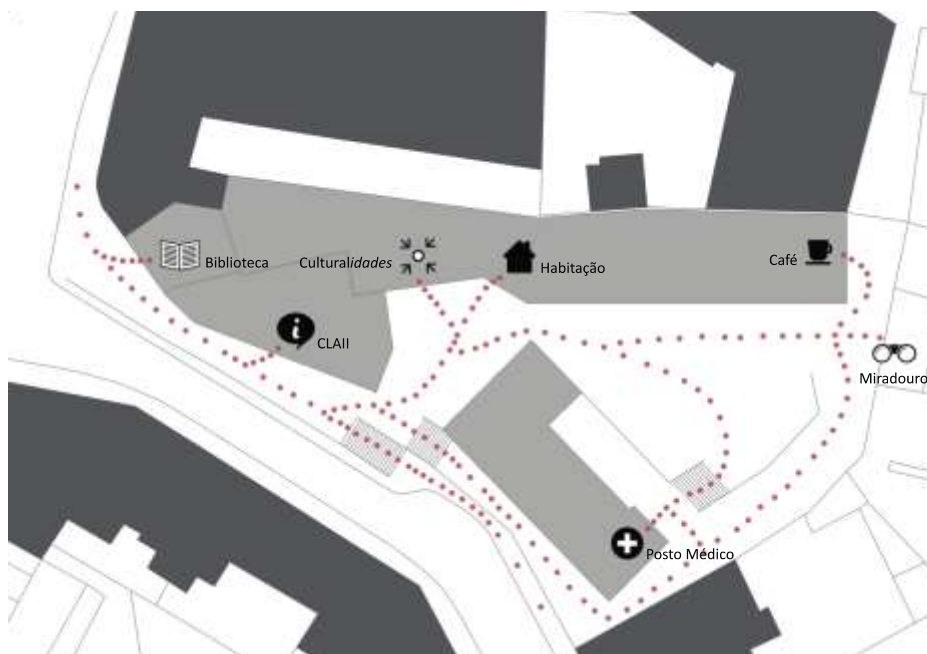 Biblioteca
Culturalidades
Habitação
Café
CLAII
Miradouro
Posto Médico